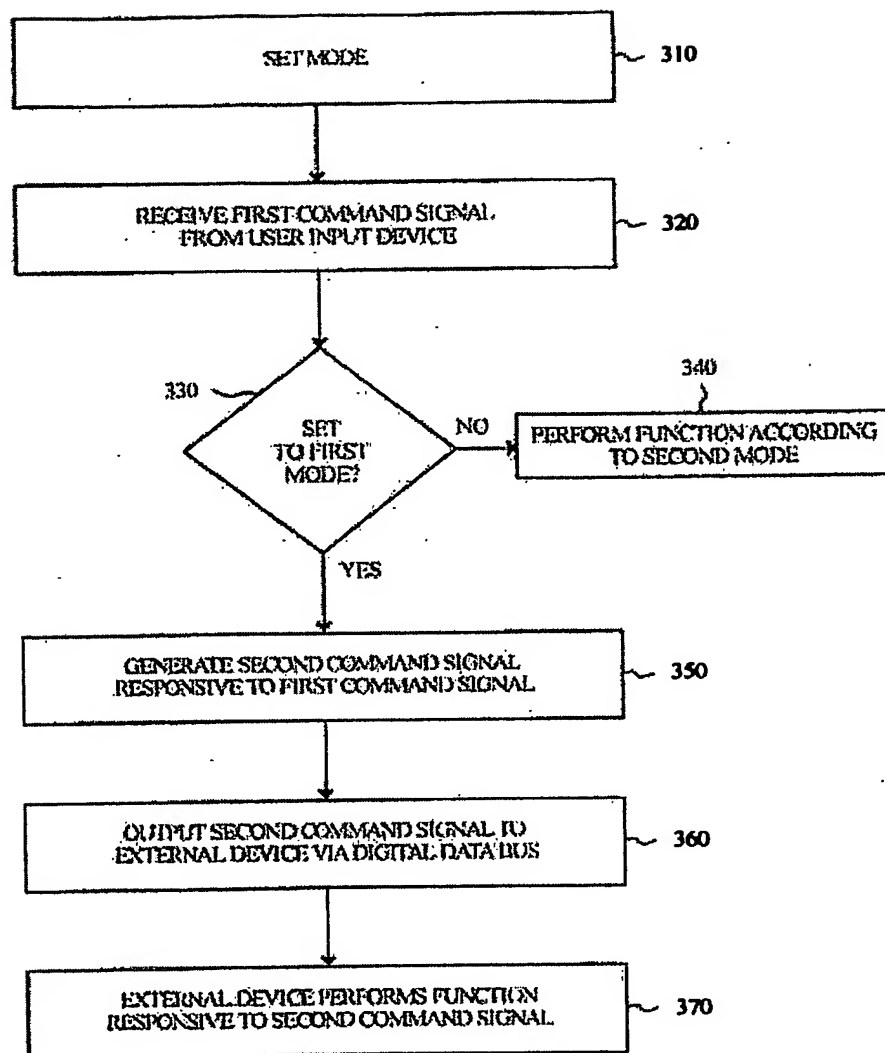 SET MODE
310
RECEIVE FIRST COMMAND SIGNAL
FROM USER INPUT DEVICE
320
330
SET
TO FIRST
MODE?
NO
340
PERFORM FUNCTION ACCORDING
TO SECOND MODE
YES
GENERATE SECOND COMMAND SIGNAL
RESPONSIVE TO FIRST COMMAND SIGNAL
350
OUTPUT SECOND COMMAND SIGNAL TO
EXTERNAL DEVICE VIA DIGITAL DATA BUS
360
EXTERNAL DEVICE PERFORMS FUNCTION
RESPONSIVE TO SECOND COMMAND SIGNAL
370